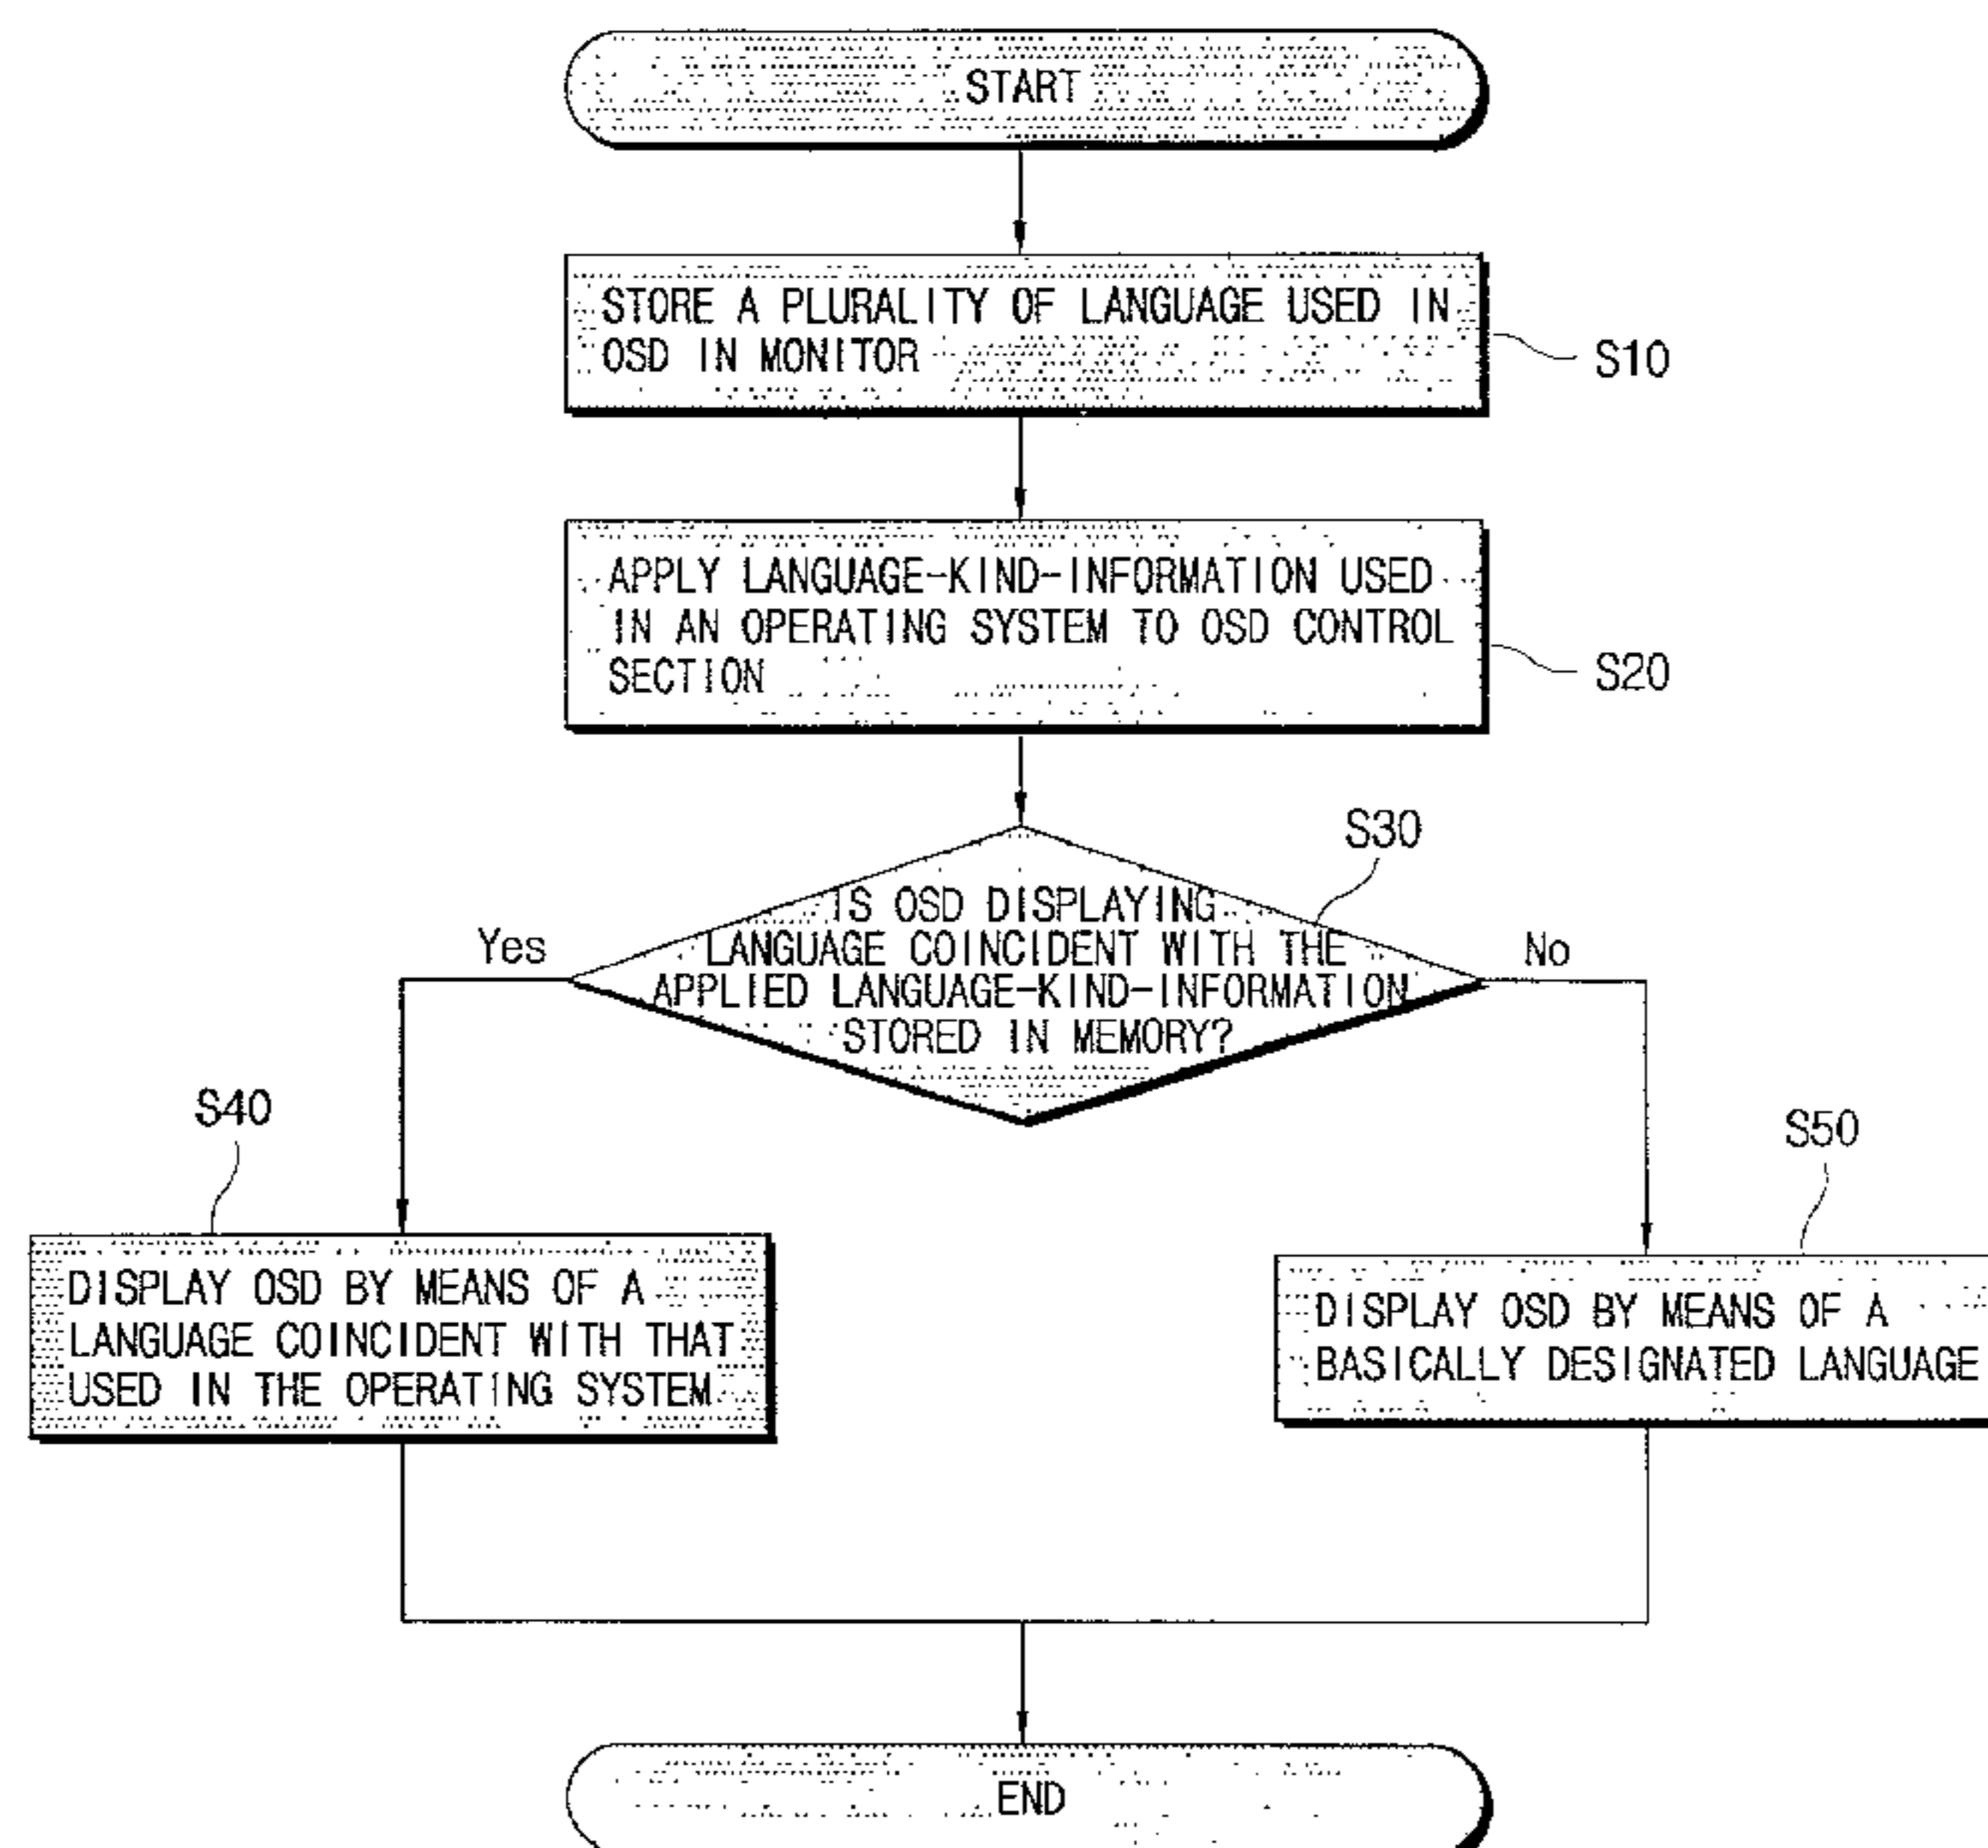 START
STORE A PLURALITY OF LANGUAGE USED IN
OSD IN MONITOR
S10
APPLY LANGUAGE-KIND-INFORMATION USED
IN AN OPERATING SYSTEM TO OSD CONTROL
SECTION
S20
S30
IS OSD DISPLAYING
LANGUAGE COINCIDENT WITH THE
APPLIED LANGUAGE-KIND-INFORMATION
STORED IN MEMORY?
Yes
No
S40
DISPLAY OSD BY MEANS OF A
LANGUAGE COINCIDENT WITH THAT
USED IN THE OPERATING SYSTEM
S50
DISPLAY OSD BY MEANS OF A
BASICALLY DESIGNATED LANGUAGE
END